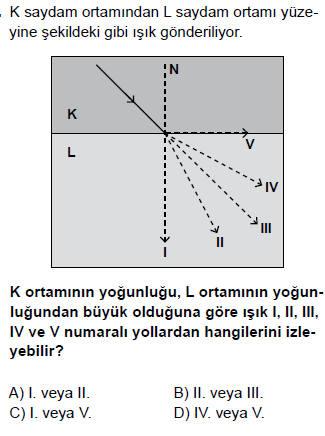 K saydam ortamından L saydam ortamı yüze-
yine şekildeki gibi ışık gönderiliyor.
N
K
L
V
IV
III
II
I
K ortamının yoğunluğu, L ortamının yoğun-
luğundan büyük olduğuna göre ışık I, II, III,
IV ve V numaralı yollardan hangilerini izle-
yebilir?
A) I. veya II. B) II. veya III.
C) I. veya V. D) IV. veya V.